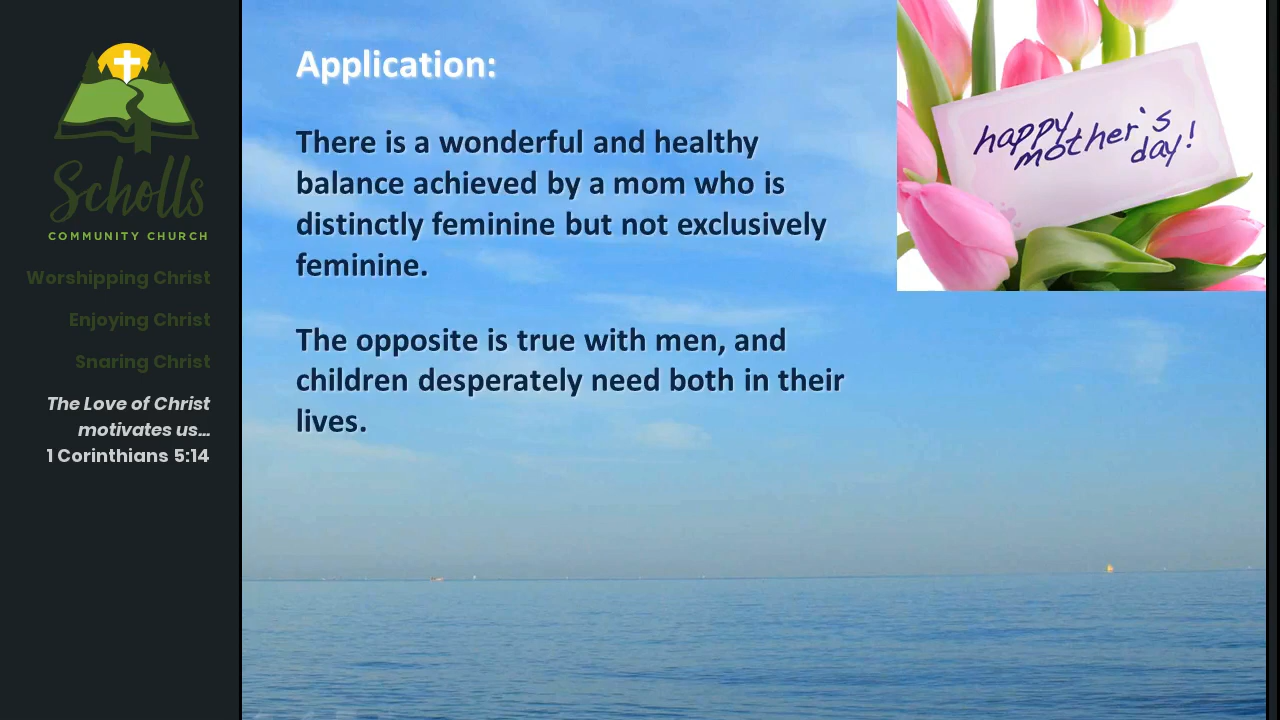 Scholls
COMMUNITY CHURCH
Worshipping Christ
Enjoying Christ
Snaring Christ
The Love of Christ
motivates us...
1 Corinthians 5:14
Application:
There is a wonderful and healthy
balance achieved by a mom who is
distinctly feminine but not exclusively
feminine.
The opposite is true with men, and
children desperately need both in their
lives.
happy
mother's
day!